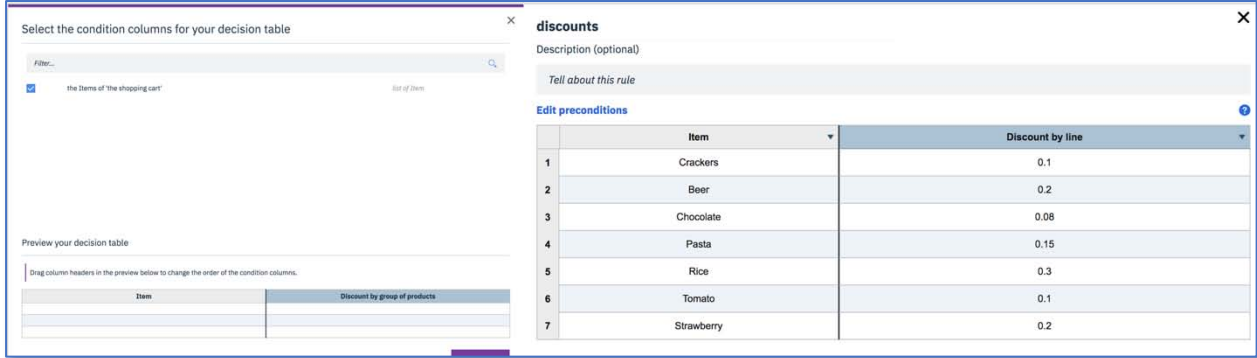 Select the condition columns for your decision table
Filter...
the Items of 'the shopping cart' list of Item
Preview your decision table
Drag column headers in the preview below to change the order of the condition columns.
Item Discount by group of products
discounts
Description (optional)
Tell about this rule
Edit preconditions
Item Discount by line
1 Crackers 0.1
2 Beer 0.2
3 Chocolate 0.08
4 Pasta 0.15
5 Rice 0.3
6 Tomato 0.1
7 Strawberry 0.2